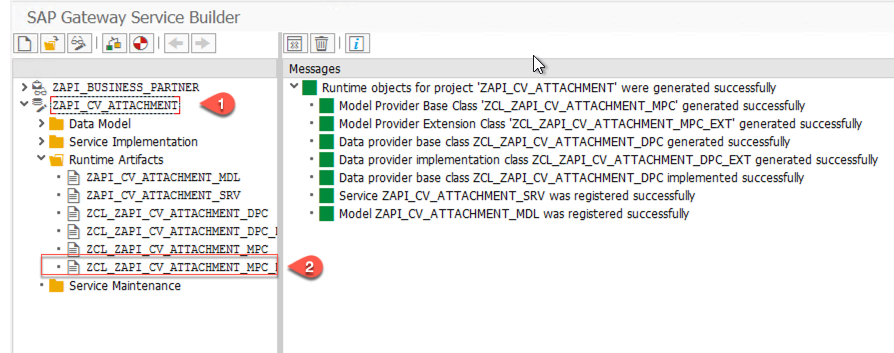 SAP Gateway Service Builder
Messages
ZAPI_BUSINESS_PARTNER
ZAPI_CV_ATTACHMENT
1
Data Model
Service Implementation
Runtime Artifacts
ZAPI_CV_ATTACHMENT_MDL
ZAPI_CV_ATTACHMENT_SRV
ZCL_ZAPI_CV_ATTACHMENT_DPC
ZCL_ZAPI_CV_ATTACHMENT_DPC_
ZCL_ZAPI_CV_ATTACHMENT_MPC
ZCL_ZAPI_CV_ATTACHMENT_MPC_
2
Service Maintenance
Runtime objects for project 'ZAPI_CV_ATTACHMENT' were generated successfully
Model Provider Base Class 'ZCL_ZAPI_CV_ATTACHMENT_MPC' generated successfully
Model Provider Extension Class 'ZCL_ZAPI_CV_ATTACHMENT_MPC_EXT' generated successfully
Data provider base class ZCL_ZAPI_CV_ATTACHMENT_DPC generated successfully
Data provider implementation class ZCL_ZAPI_CV_ATTACHMENT_DPC_EXT generated successfully
Data provider base class ZCL_ZAPI_CV_ATTACHMENT_DPC implemented successfully
Service ZAPI_CV_ATTACHMENT_SRV was registered successfully
Model ZAPI_CV_ATTACHMENT_MDL was registered successfully